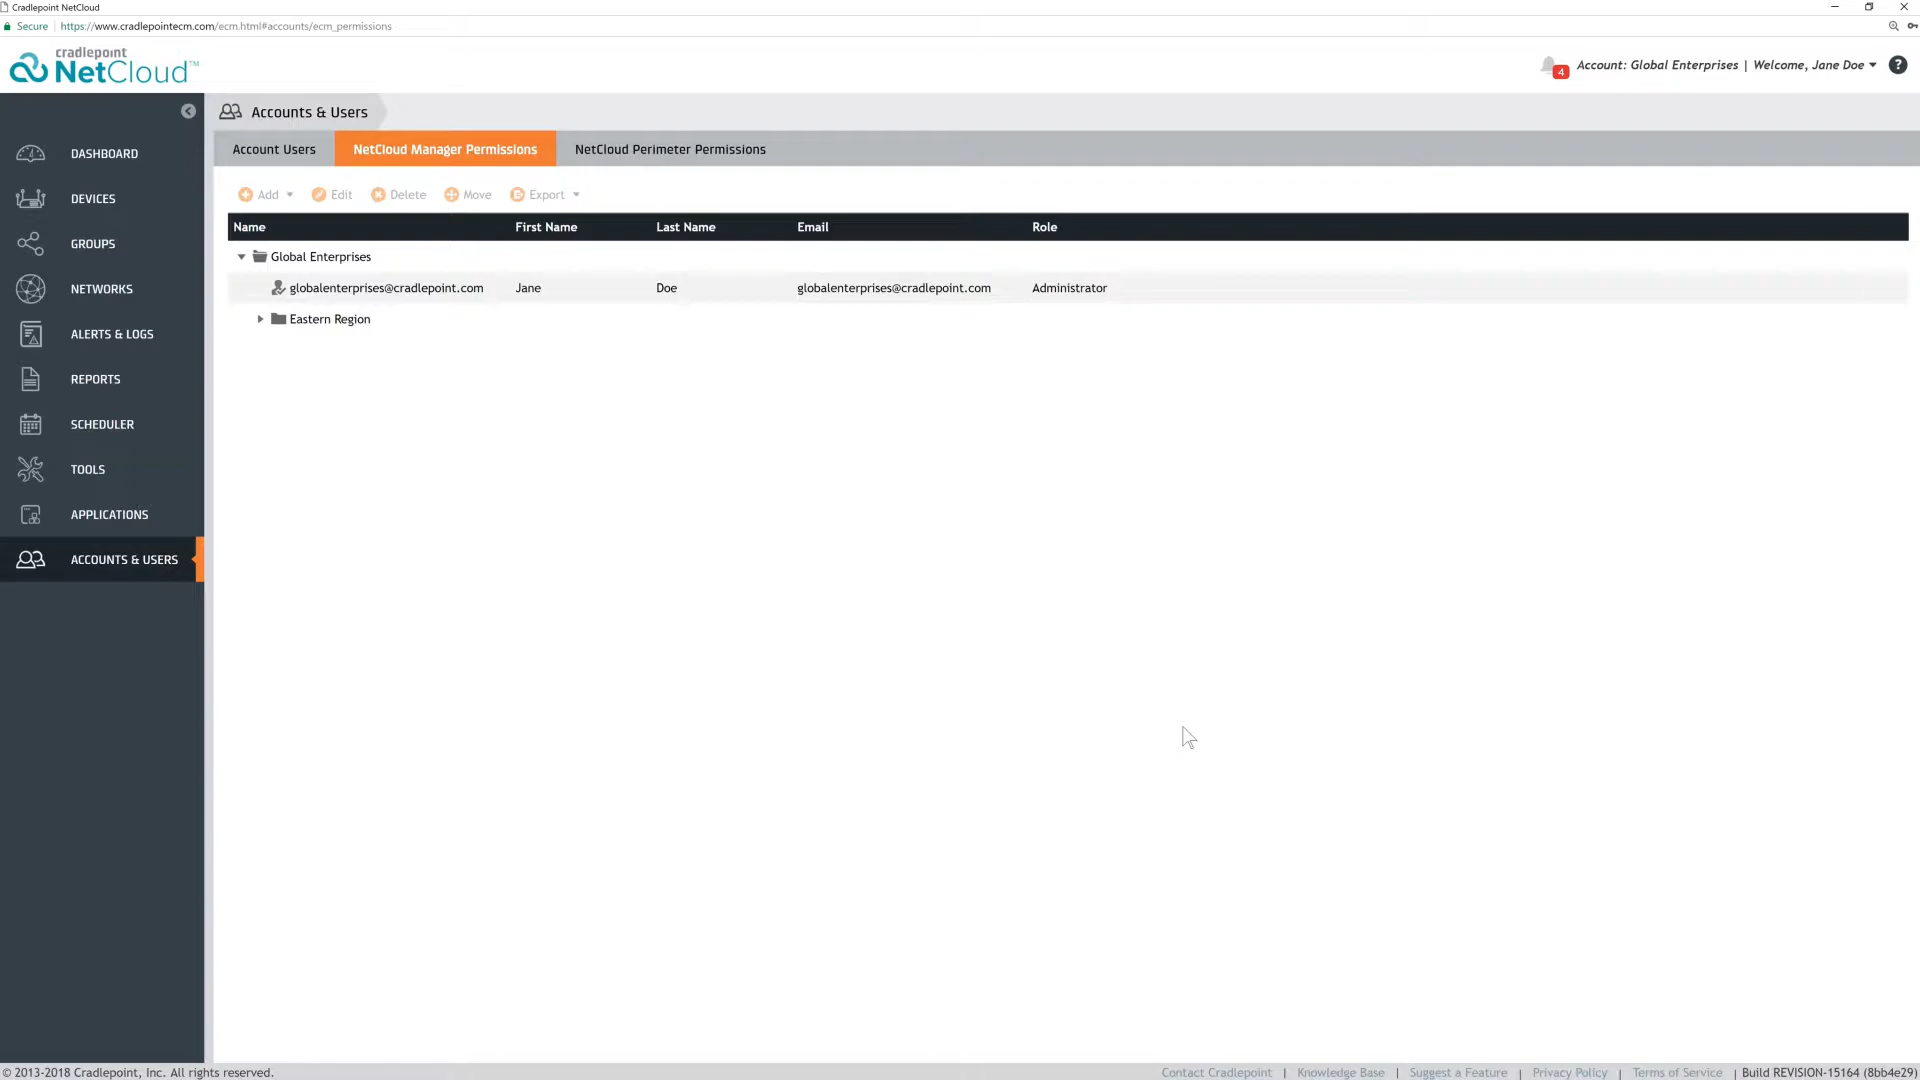 Cradlepoint NetCloud
Secure | https://www.cradlepointecm.com/ecm.html#accounts/ecm_permissions
cradlepoint
NetCloud™
4 Account: Global Enterprises | Welcome, Jane Doe ?
Accounts & Users
Account Users NetCloud Manager Permissions NetCloud Perimeter Permissions
Add Edit Delete Move Export
Name First Name Last Name Email Role
Global Enterprises
globalenterprises@cradlepoint.com Jane Doe globalenterprises@cradlepoint.com Administrator
Eastern Region
DASHBOARD
DEVICES
GROUPS
NETWORKS
ALERTS & LOGS
REPORTS
SCHEDULER
TOOLS
APPLICATIONS
ACCOUNTS & USERS
© 2013-2018 Cradlepoint, Inc. All rights reserved. Contact Cradlepoint | Knowledge Base | Suggest a Feature | Privacy Policy | Terms of Service | Build REVISION-15164 (8bb4e29)